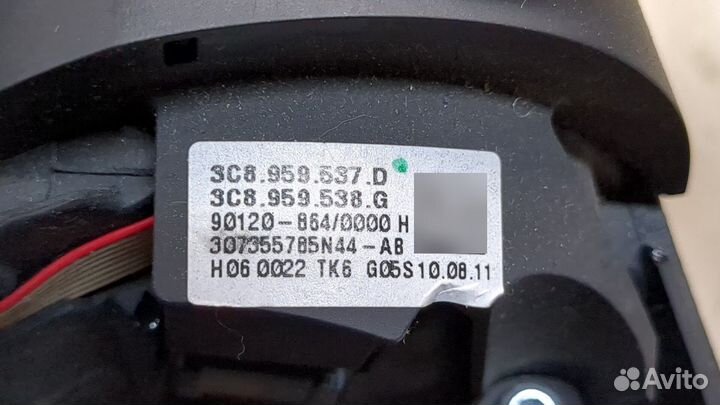 3C8.959.537.D
3C8.959.538.G
90120-864/0000 H
307355785N44-AB
H06 0022 TK6 G05S10.08.11
Avito